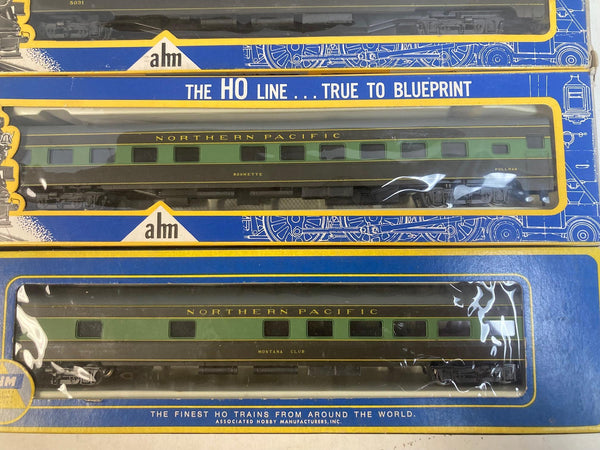 5031
ahm
THE HO LINE... TRUE TO BLUEPRINT
NORTHERN PACIFIC
PULLMAN
ROOMETTE
ahm
NORTHERN PACIFIC
MONTANA CLUB
HM
THE FINEST HO TRAINS FROM AROUND THE WORLD.
ASSOCIATED HOBBY MANUFACTURERS, INC.